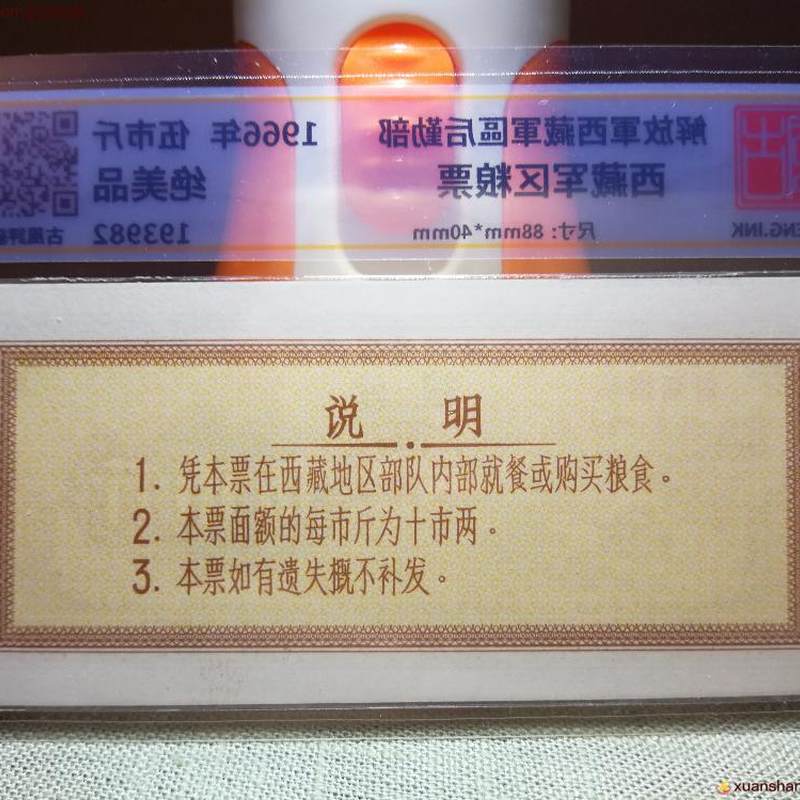 解放軍西藏軍區后勤部 1966年 伍市斤
西藏军区粮票 绝美品
ENG.INK 尺寸: 88mm*40mm 193982
说 明
1. 凭本票在西藏地区部队内部就餐或购买粮食。
2. 本票面额的每市斤为十市两。
3. 本票如有遗失概不补发。
xuanshan